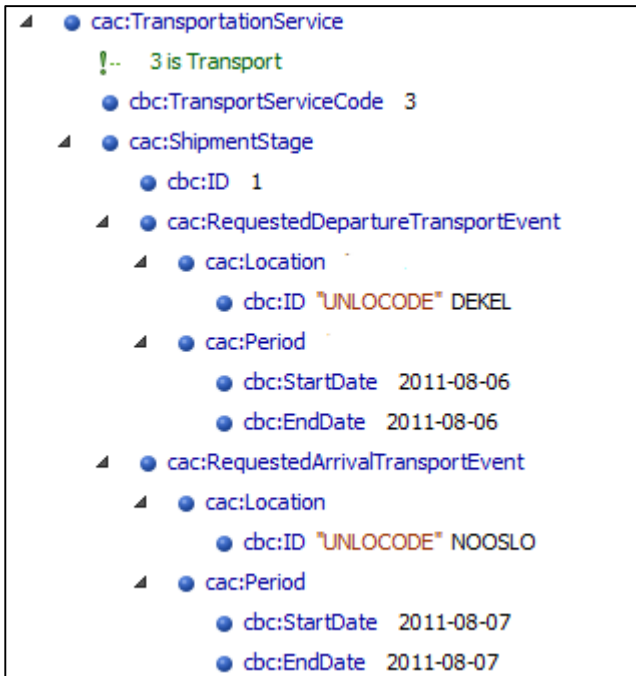 cac:TransportationService
!-- 3 is Transport
cbc:TransportServiceCode 3
cac:ShipmentStage
cbc:ID 1
cac:RequestedDepartureTransportEvent
cac:Location
cbc:ID "UNLOCODE" DEKEL
cac:Period
cbc:StartDate 2011-08-06
cbc:EndDate 2011-08-06
cac:RequestedArrivalTransportEvent
cac:Location
cbc:ID "UNLOCODE" NOOSLO
cac:Period
cbc:StartDate 2011-08-07
cbc:EndDate 2011-08-07